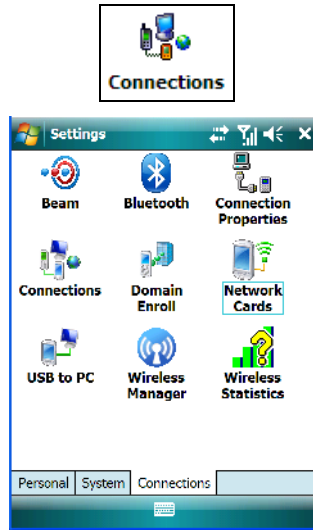 Connections
Settings
Beam
Bluetooth
Connection
Properties
Connections
Domain
Enroll
Network
Cards
USB to PC
Wireless
Manager
Wireless
Statistics
Personal System Connections